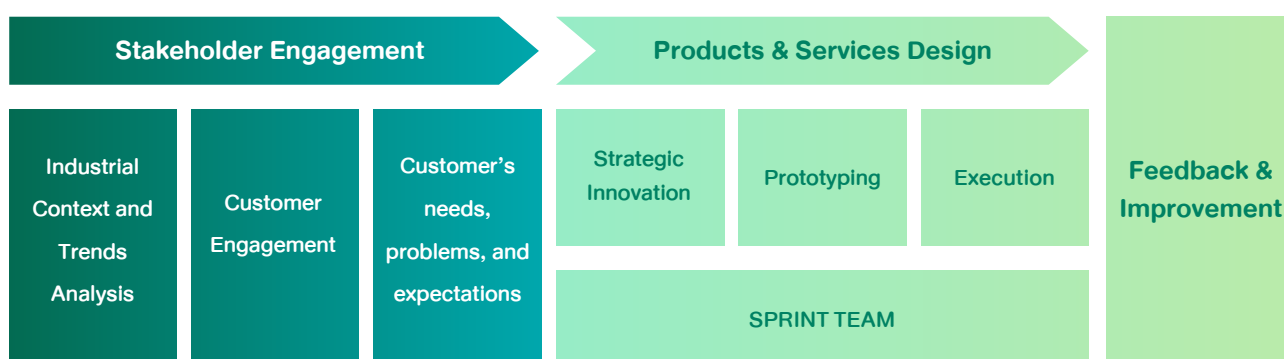 Stakeholder Engagement
Products & Services Design
Industrial
Context and
Trends
Analysis
Customer
Engagement
Customer’s
needs,
problems, and
expectations
Strategic
Innovation
Prototyping
Execution
SPRINT TEAM
Feedback &
Improvement